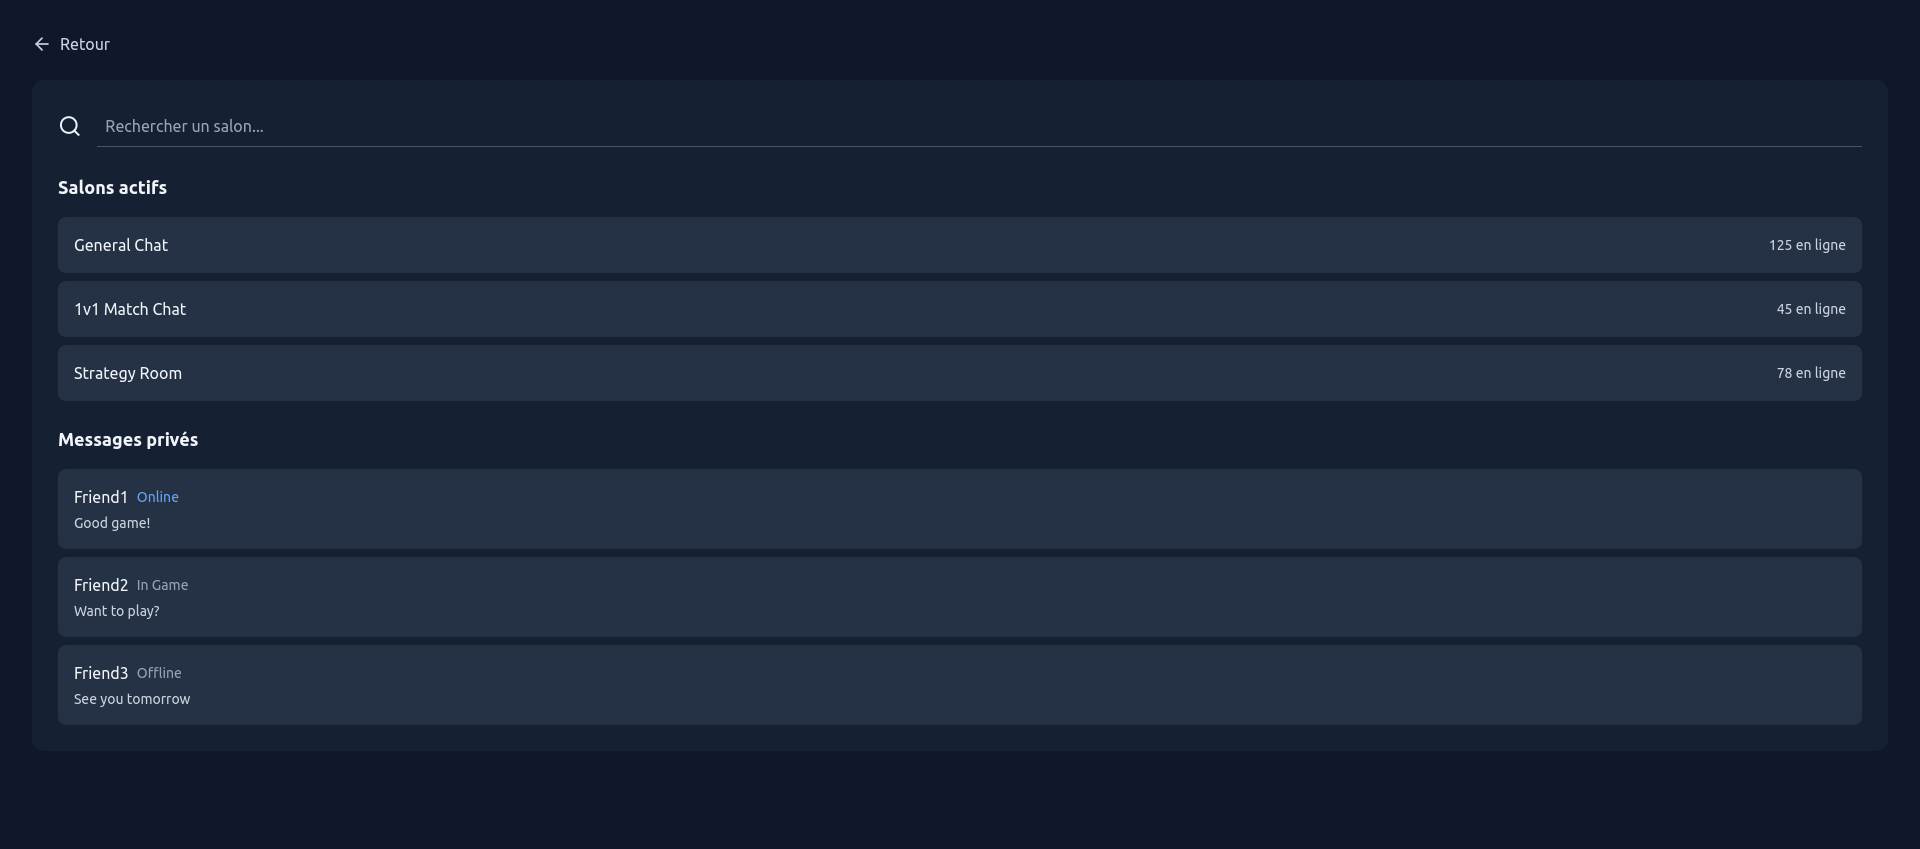 Retour
Rechercher un salon...
Salons actifs
General Chat
125 en ligne
1v1 Match Chat
45 en ligne
Strategy Room
78 en ligne
Messages privés
Friend1 Online
Good game!
Friend2 In Game
Want to play?
Friend3 Offline
See you tomorrow